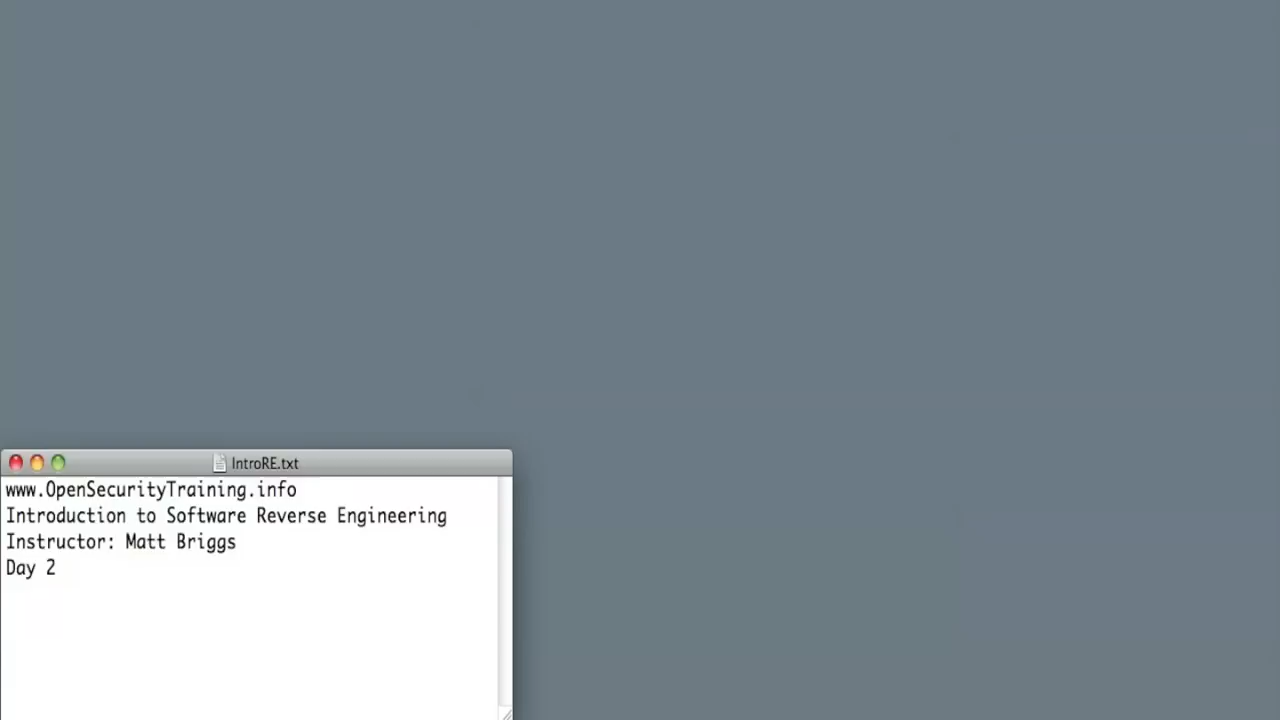 IntroRE.txt
www.OpenSecurityTraining.info
Introduction to Software Reverse Engineering
Instructor: Matt Briggs
Day 2